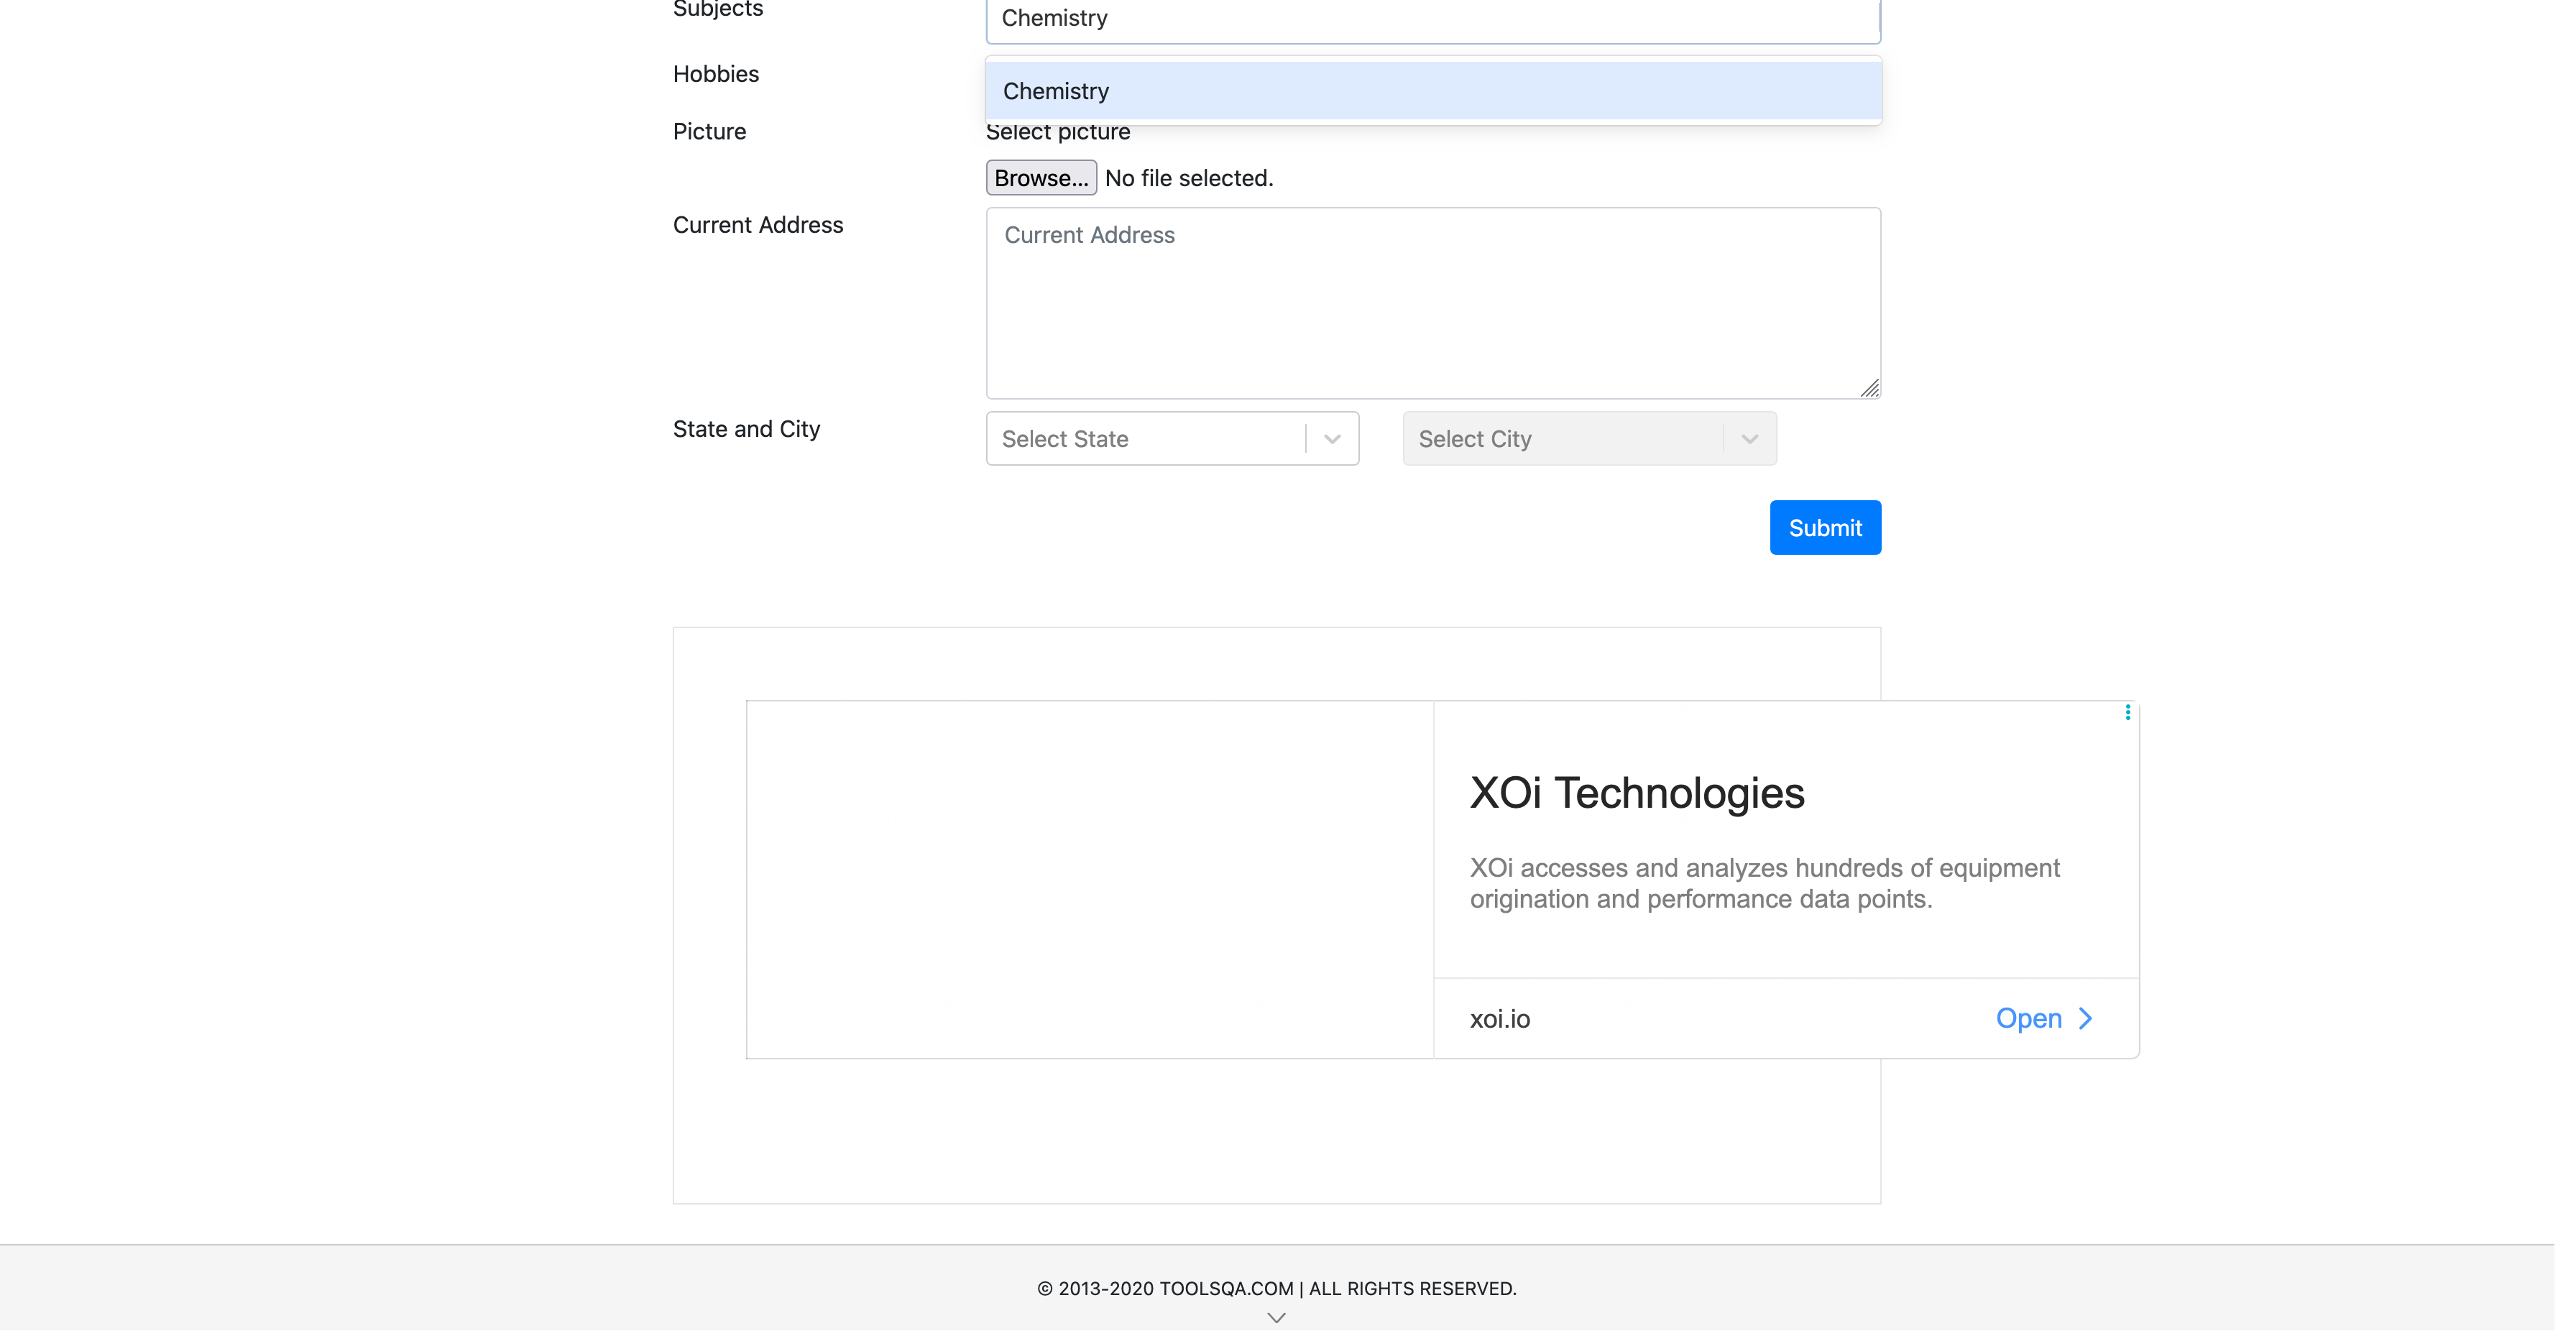 Subjects
Chemistry
Hobbies
Chemistry
Picture
Select picture
Browse... No file selected.
Current Address
Current Address
State and City
Select State
Select City
Submit
XOi Technologies
XOi accesses and analyzes hundreds of equipment
origination and performance data points.
xoi.io
Open
© 2013-2020 TOOLSQA.COM | ALL RIGHTS RESERVED.